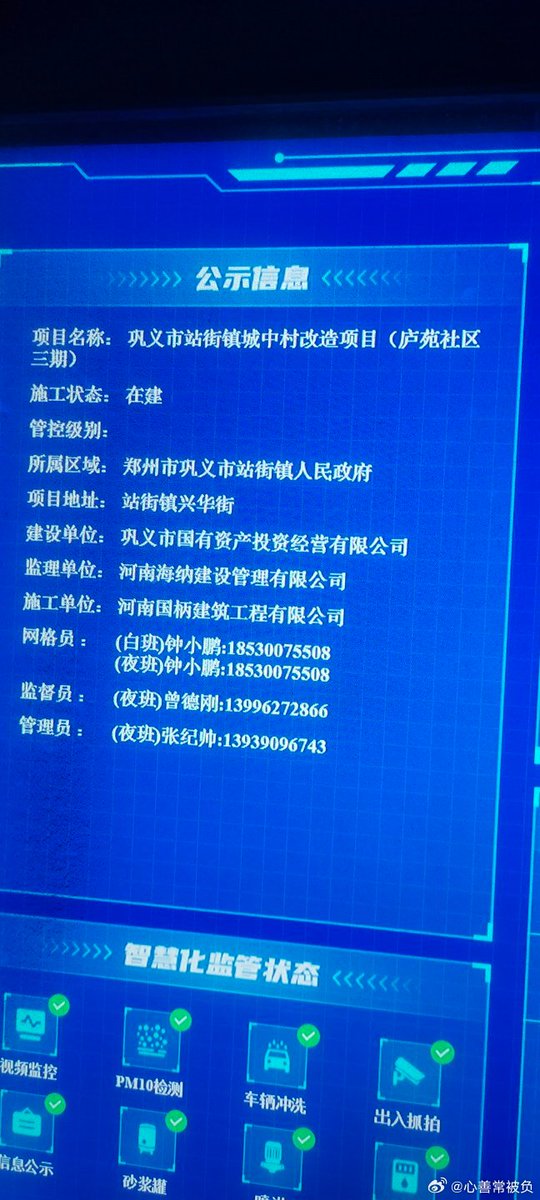 公示信息
项目名称： 巩义市站街镇城中村改造项目（庐苑社区
三期）
施工状态： 在建
管控级别：
所属区域： 郑州市巩义市站街镇人民政府
项目地址： 站街镇兴华街
建设单位： 巩义市国有资产投资经营有限公司
监理单位： 河南海纳建设管理有限公司
施工单位： 河南国柄建筑工程有限公司
网格员： (白班)钟小鹏:18530075508
(夜班)钟小鹏:18530075508
监督员： (夜班)曾德刚:13996272866
管理员： (夜班)张纪帅:13939096743
智慧化监管状态
视频监控 PM10检测 车辆冲洗 出入抓拍
信息公示 砂浆罐
@心善常被负